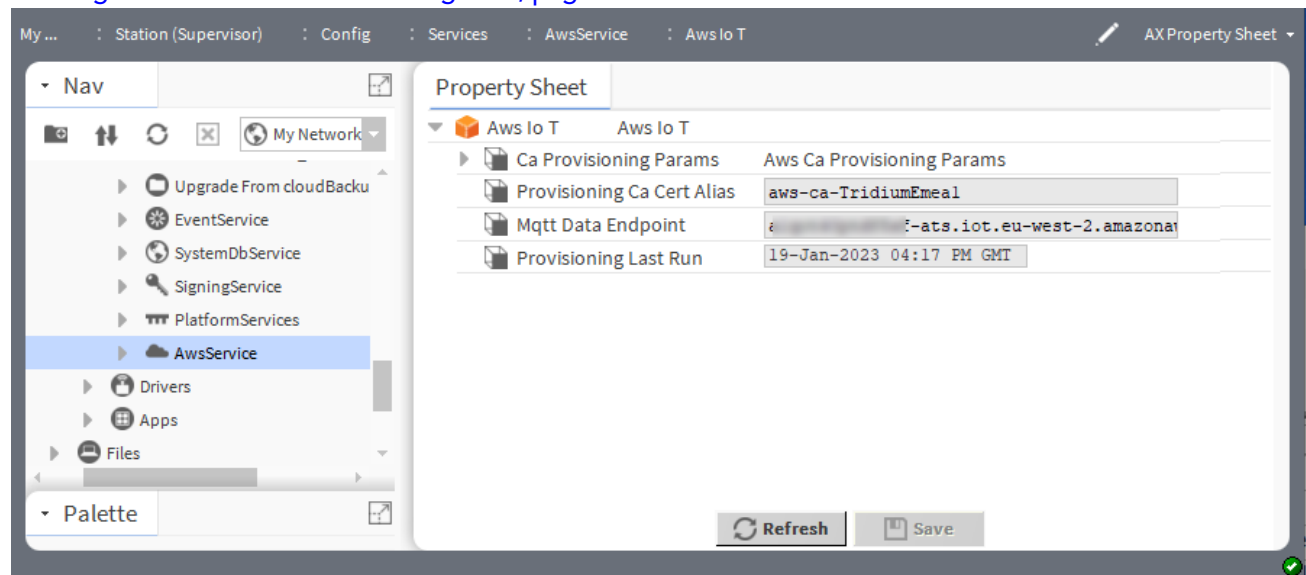 My ... : Station (Supervisor) : Config : Services : AwsService : Aws Io T AX Property Sheet
Nav
My Network
Upgrade From cloudBacku
EventService
SystemDbService
SigningService
PlatformServices
AwsService
Drivers
Apps
Files
Palette
Property Sheet
Aws Io T Aws Io T
Ca Provisioning Params Aws Ca Provisioning Params
Provisioning Ca Cert Alias aws-ca-TridiumEmea1
Mqtt Data Endpoint f-ats.iot.eu-west-2.amazonaw
Provisioning Last Run 19-Jan-2023 04:17 PM GMT
Refresh Save